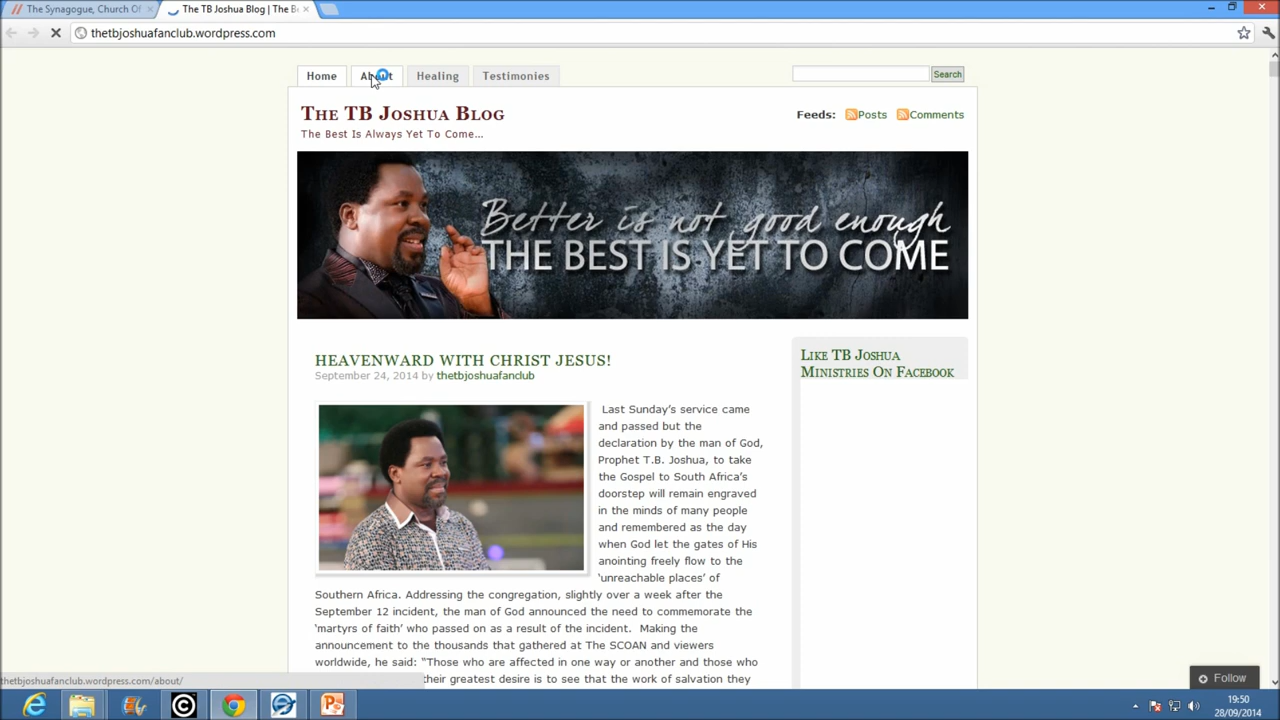 The Synagogue, Church Of
The TB Joshua Blog | The Be
thetbjoshuafanclub.wordpress.com
Home
About
Healing
Testimonies
Search
The TB Joshua Blog
The Best Is Always Yet To Come...
Feeds: Posts Comments
Better is not good enough
THE BEST IS YET TO COME
HEAVENWARD WITH CHRIST JESUS!
September 24, 2014 by thetbjoshuafanclub
Last Sunday's service came
and passed but the
declaration by the man of God,
Prophet T.B. Joshua, to take
the Gospel to South Africa's
doorstep will remain engraved
in the minds of many people
and remembered as the day
when God let the gates of His
anointing freely flow to the
'unreachable places' of
Southern Africa. Addressing the congregation, slightly over a week after the
September 12 incident, the man of God announced the need to commemorate the
'martyrs of faith' who passed on as a result of the incident. Making the
announcement to the thousands that gathered at The SCOAN and viewers
worldwide, he said: "Those who are affected in one way or another and those who
their greatest desire is to see that the work of salvation they
Like TB Joshua
Ministries On Facebook
Follow
thetbjoshuafanclub.wordpress.com/about/
19:50
28/09/2014